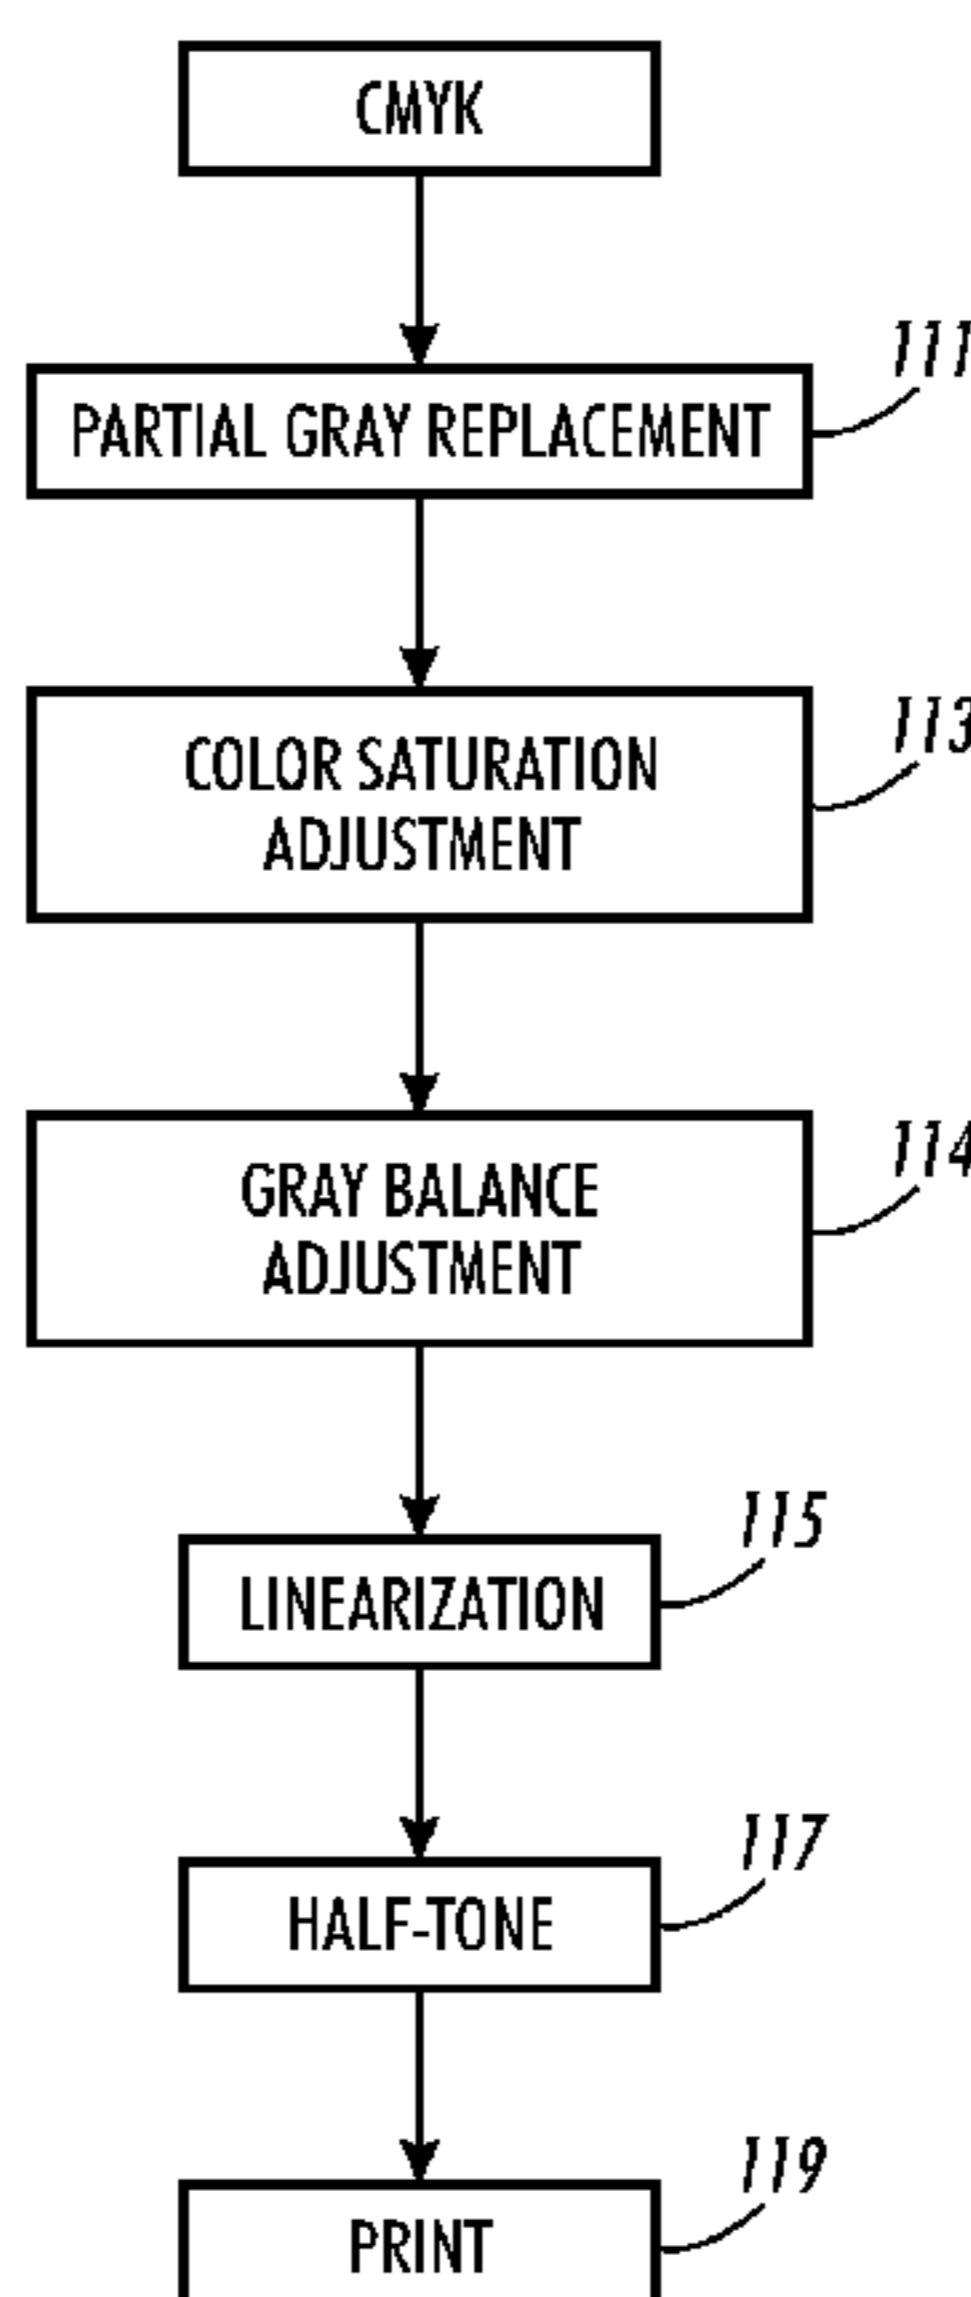 CMYK
111
PARTIAL GRAY REPLACEMENT
113
COLOR SATURATION
ADJUSTMENT
114
GRAY BALANCE
ADJUSTMENT
115
LINEARIZATION
117
HALF-TONE
119
PRINT